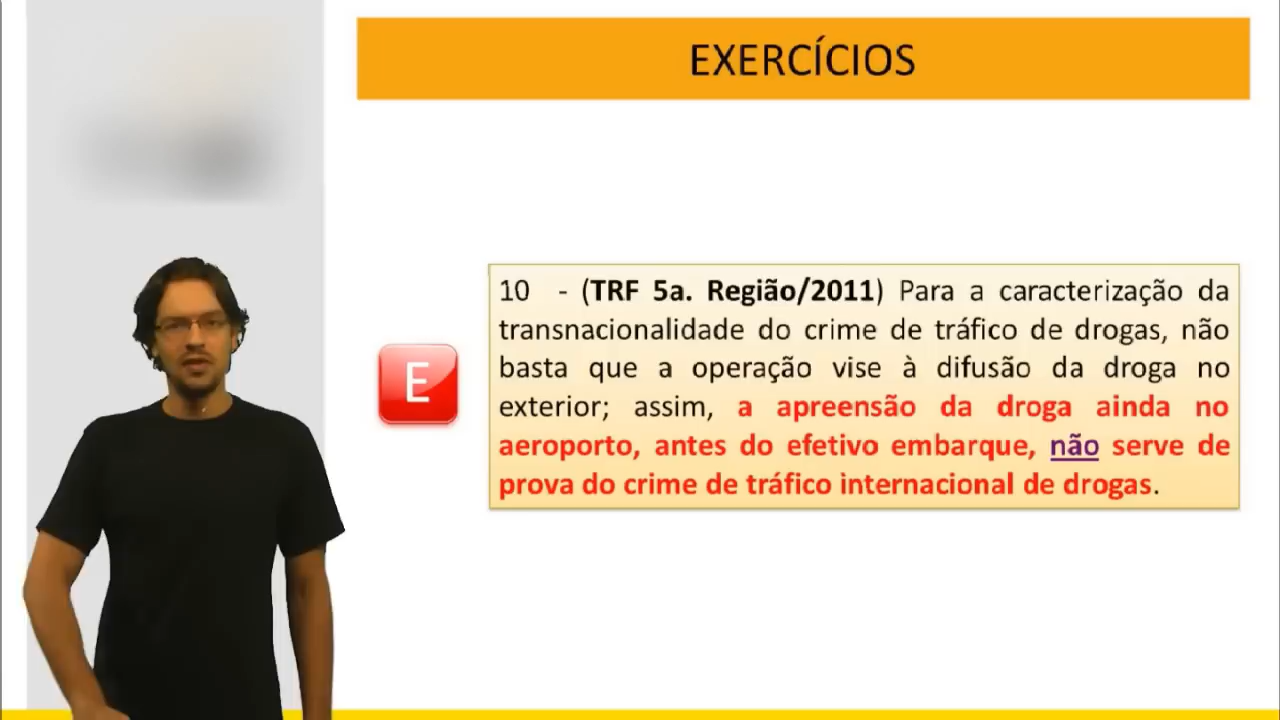 EXERCÍCIOS
10 - (TRF 5a. Região/2011) Para a caracterização da
transnacionalidade do crime de tráfico de drogas, não
basta que a operação vise à difusão da droga no
exterior; assim, a apreensão da droga ainda no
aeroporto, antes do efetivo embarque, não serve de
prova do crime de tráfico internacional de drogas.
E